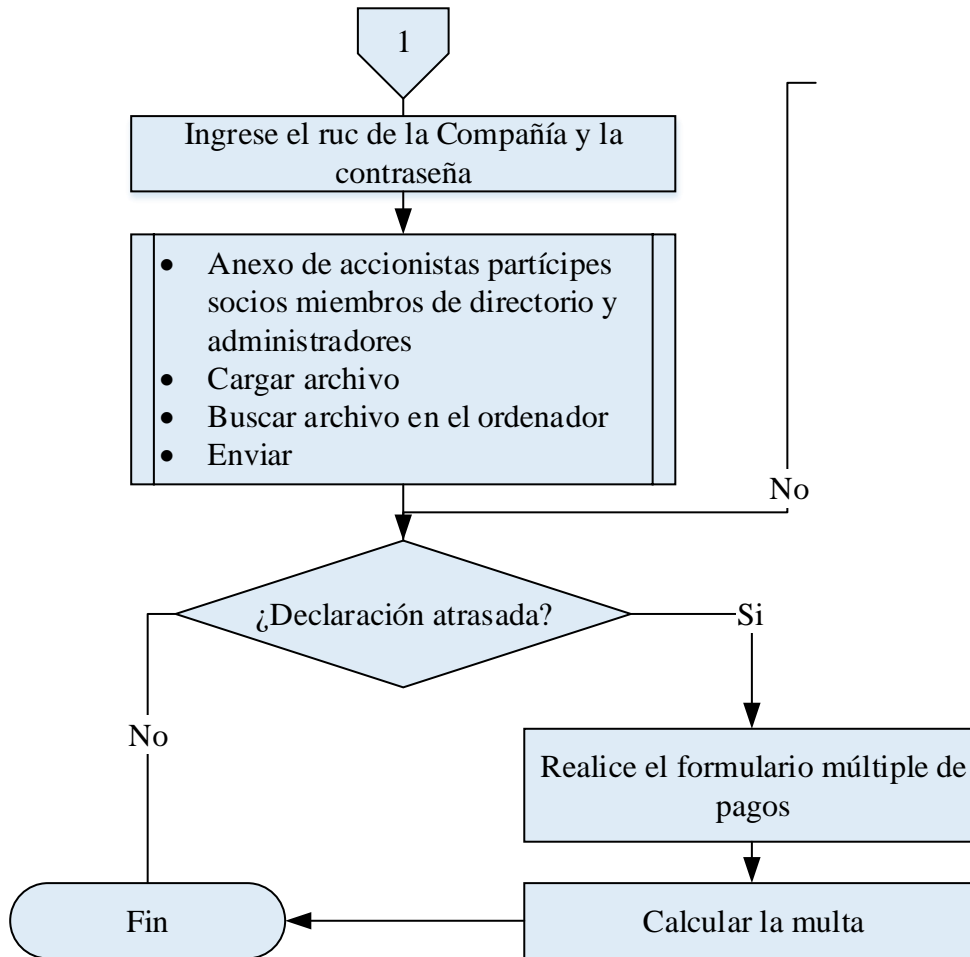 1
Ingrese el ruc de la Compañía y la
contraseña
• Anexo de accionistas partícipes
socios miembros de directorio y
administradores
• Cargar archivo
• Buscar archivo en el ordenador
• Enviar
No
¿Declaración atrasada?
Si
No
Realice el formulario múltiple de
pagos
Fin
Calcular la multa